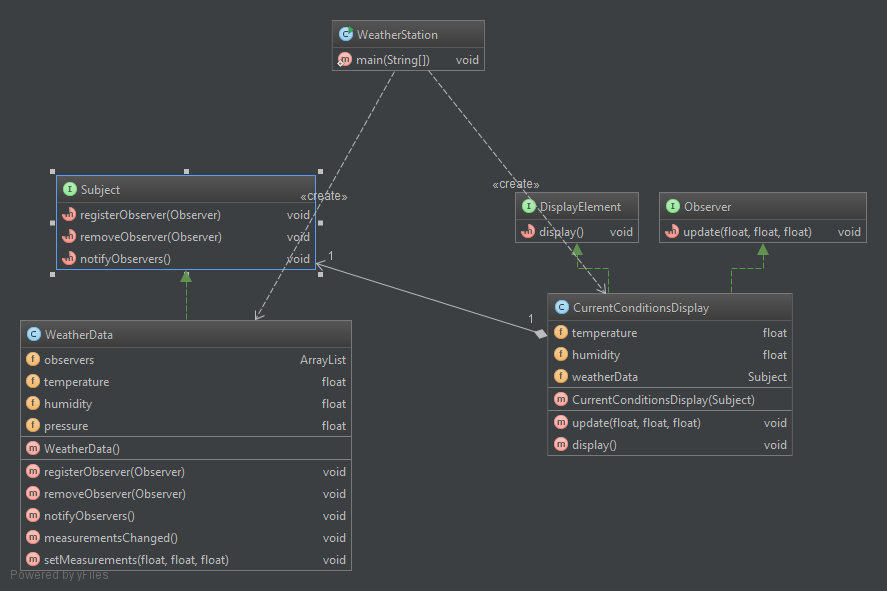 WeatherStation
main(String[]) void
«create»
«create»
Subject
registerObserver(Observer) void
removeObserver(Observer) void
notifyObservers() void
DisplayElement
display() void
Observer
update(float, float, float) void
1
1
WeatherData
observers ArrayList
temperature float
humidity float
pressure float
WeatherData()
registerObserver(Observer) void
removeObserver(Observer) void
notifyObservers() void
measurementsChanged() void
setMeasurements(float, float, float) void
CurrentConditionsDisplay
temperature float
humidity float
weatherData Subject
CurrentConditionsDisplay(Subject)
update(float, float, float) void
display() void
Powered by yFiles